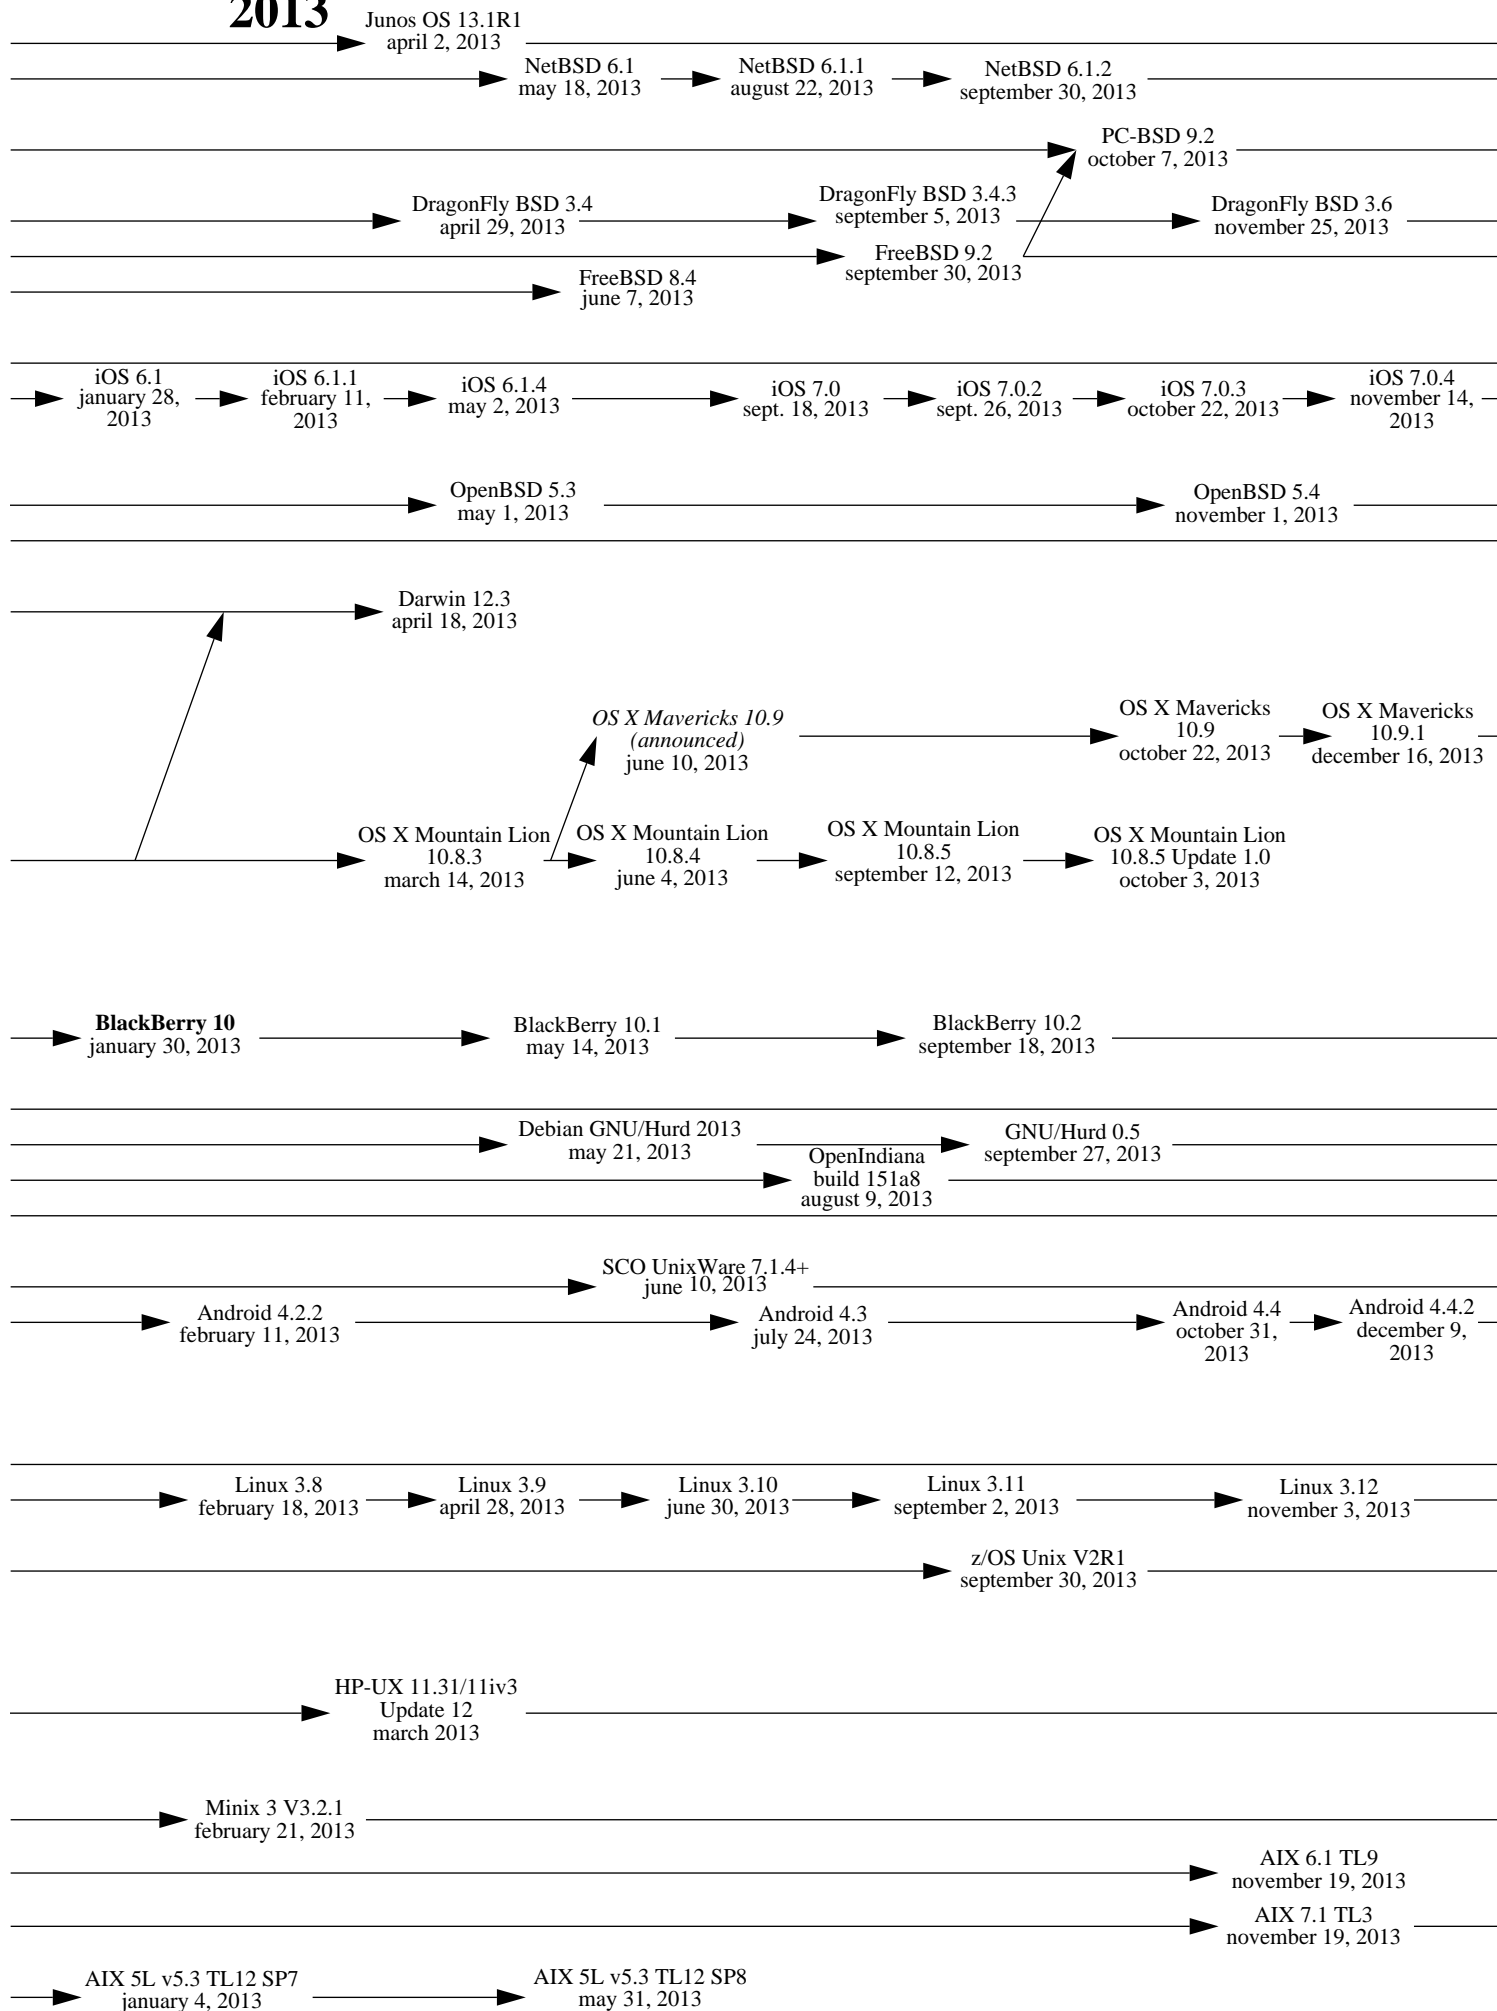 2013
Junos OS 13.1R1
april 2, 2013
NetBSD 6.1
may 18, 2013
NetBSD 6.1.1
august 22, 2013
NetBSD 6.1.2
september 30, 2013
PC-BSD 9.2
october 7, 2013
DragonFly BSD 3.4
april 29, 2013
DragonFly BSD 3.4.3
september 5, 2013
DragonFly BSD 3.6
november 25, 2013
FreeBSD 9.2
september 30, 2013
FreeBSD 8.4
june 7, 2013
iOS 6.1
january 28,
2013
iOS 6.1.1
february 11,
2013
iOS 6.1.4
may 2, 2013
iOS 7.0
sept. 18, 2013
iOS 7.0.2
sept. 26, 2013
iOS 7.0.3
october 22, 2013
iOS 7.0.4
november 14,
2013
OpenBSD 5.3
may 1, 2013
OpenBSD 5.4
november 1, 2013
Darwin 12.3
april 18, 2013
OS X Mavericks 10.9
(announced)
june 10, 2013
OS X Mavericks
10.9
october 22, 2013
OS X Mavericks
10.9.1
december 16, 2013
OS X Mountain Lion
10.8.3
march 14, 2013
OS X Mountain Lion
10.8.4
june 4, 2013
OS X Mountain Lion
10.8.5
september 12, 2013
OS X Mountain Lion
10.8.5 Update 1.0
october 3, 2013
BlackBerry 10
january 30, 2013
BlackBerry 10.1
may 14, 2013
BlackBerry 10.2
september 18, 2013
Debian GNU/Hurd 2013
may 21, 2013
GNU/Hurd 0.5
september 27, 2013
OpenIndiana
build 151a8
august 9, 2013
SCO UnixWare 7.1.4+
june 10, 2013
Android 4.2.2
february 11, 2013
Android 4.3
july 24, 2013
Android 4.4
october 31,
2013
Android 4.4.2
december 9,
2013
Linux 3.8
february 18, 2013
Linux 3.9
april 28, 2013
Linux 3.10
june 30, 2013
Linux 3.11
september 2, 2013
Linux 3.12
november 3, 2013
z/OS Unix V2R1
september 30, 2013
HP-UX 11.31/11iv3
Update 12
march 2013
Minix 3 V3.2.1
february 21, 2013
AIX 6.1 TL9
november 19, 2013
AIX 7.1 TL3
november 19, 2013
AIX 5L v5.3 TL12 SP7
january 4, 2013
AIX 5L v5.3 TL12 SP8
may 31, 2013